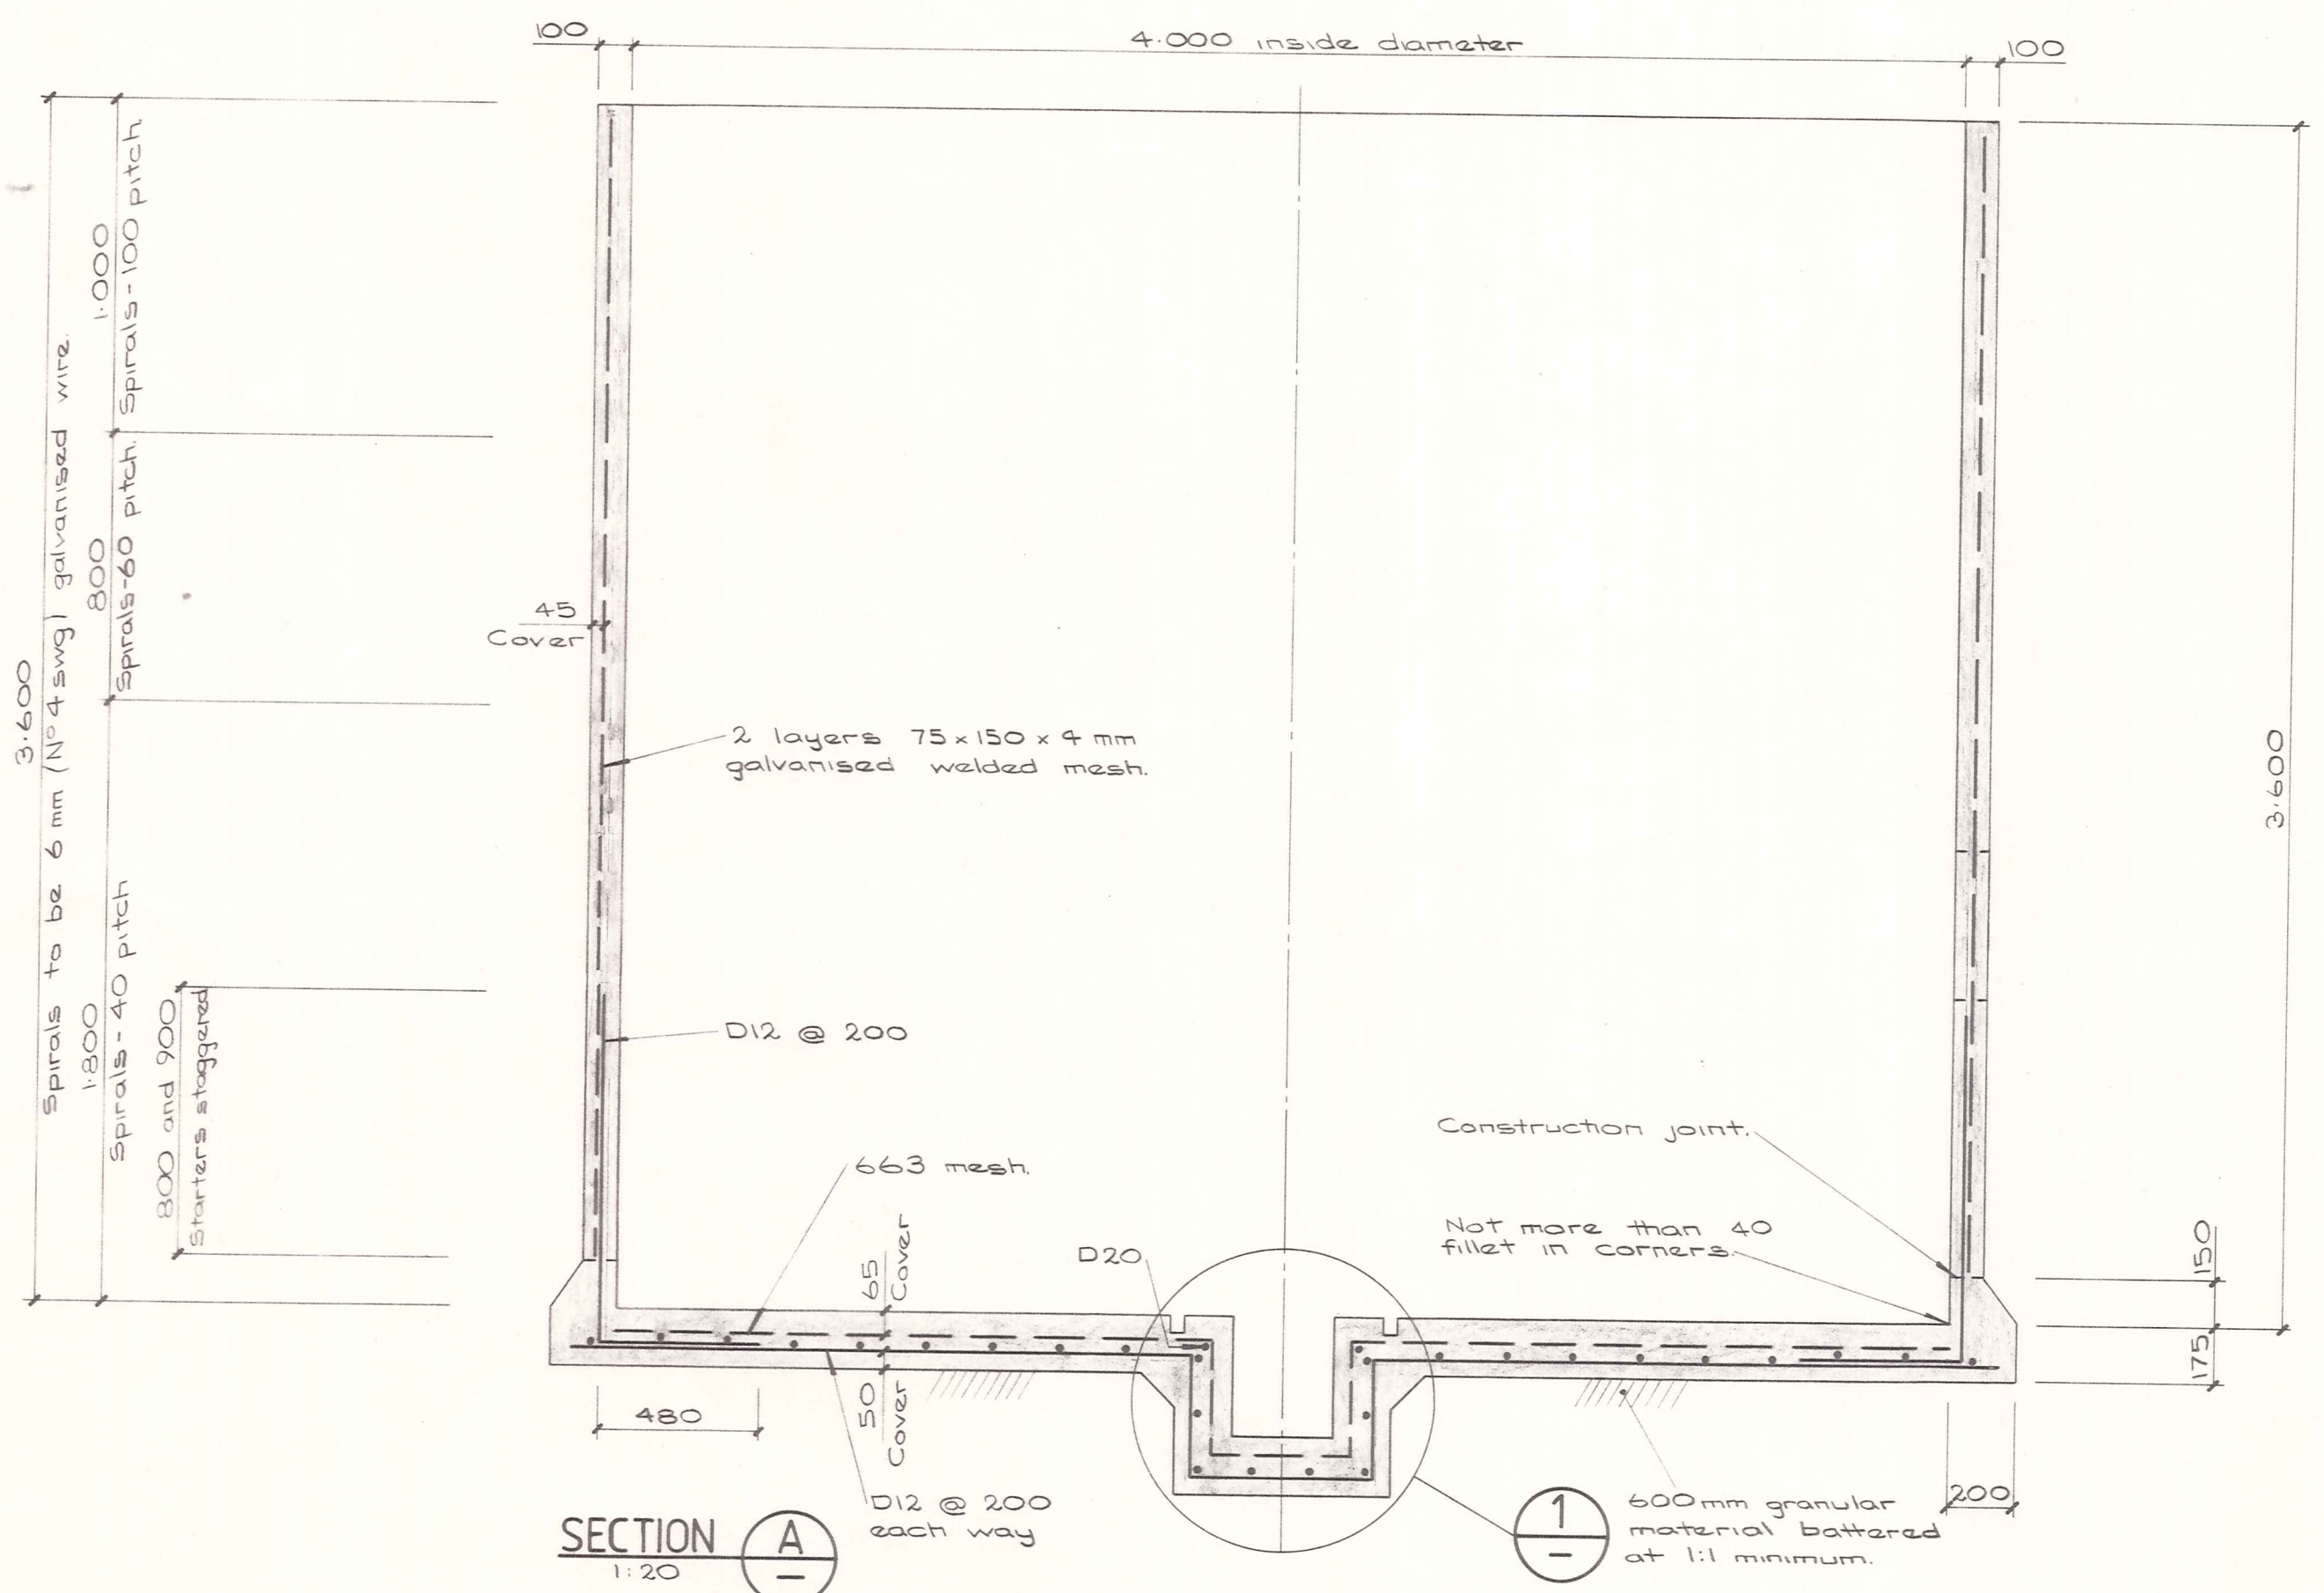 100
4.000 inside diameter
100
3.600
Spirals to be 6 mm (Nº 4 swg) galvanised wire.
1.000
Spirals - 100 pitch
800
Spirals - 60 pitch.
1.800
Spirals - 40 pitch
800 and 900
Starters staggered
45
Cover
2 layers 75 x 150 x 4 mm
galvanised welded mesh.
D12 @ 200
663 mesh.
65
Cover
50
Cover
D20
480
D12 @ 200
each way
Construction joint.
Not more than 40
fillet in corners.
3.600
150
175
200
600mm granular
material battered
at 1:1 minimum.
1
–
SECTION
1:20
A
–